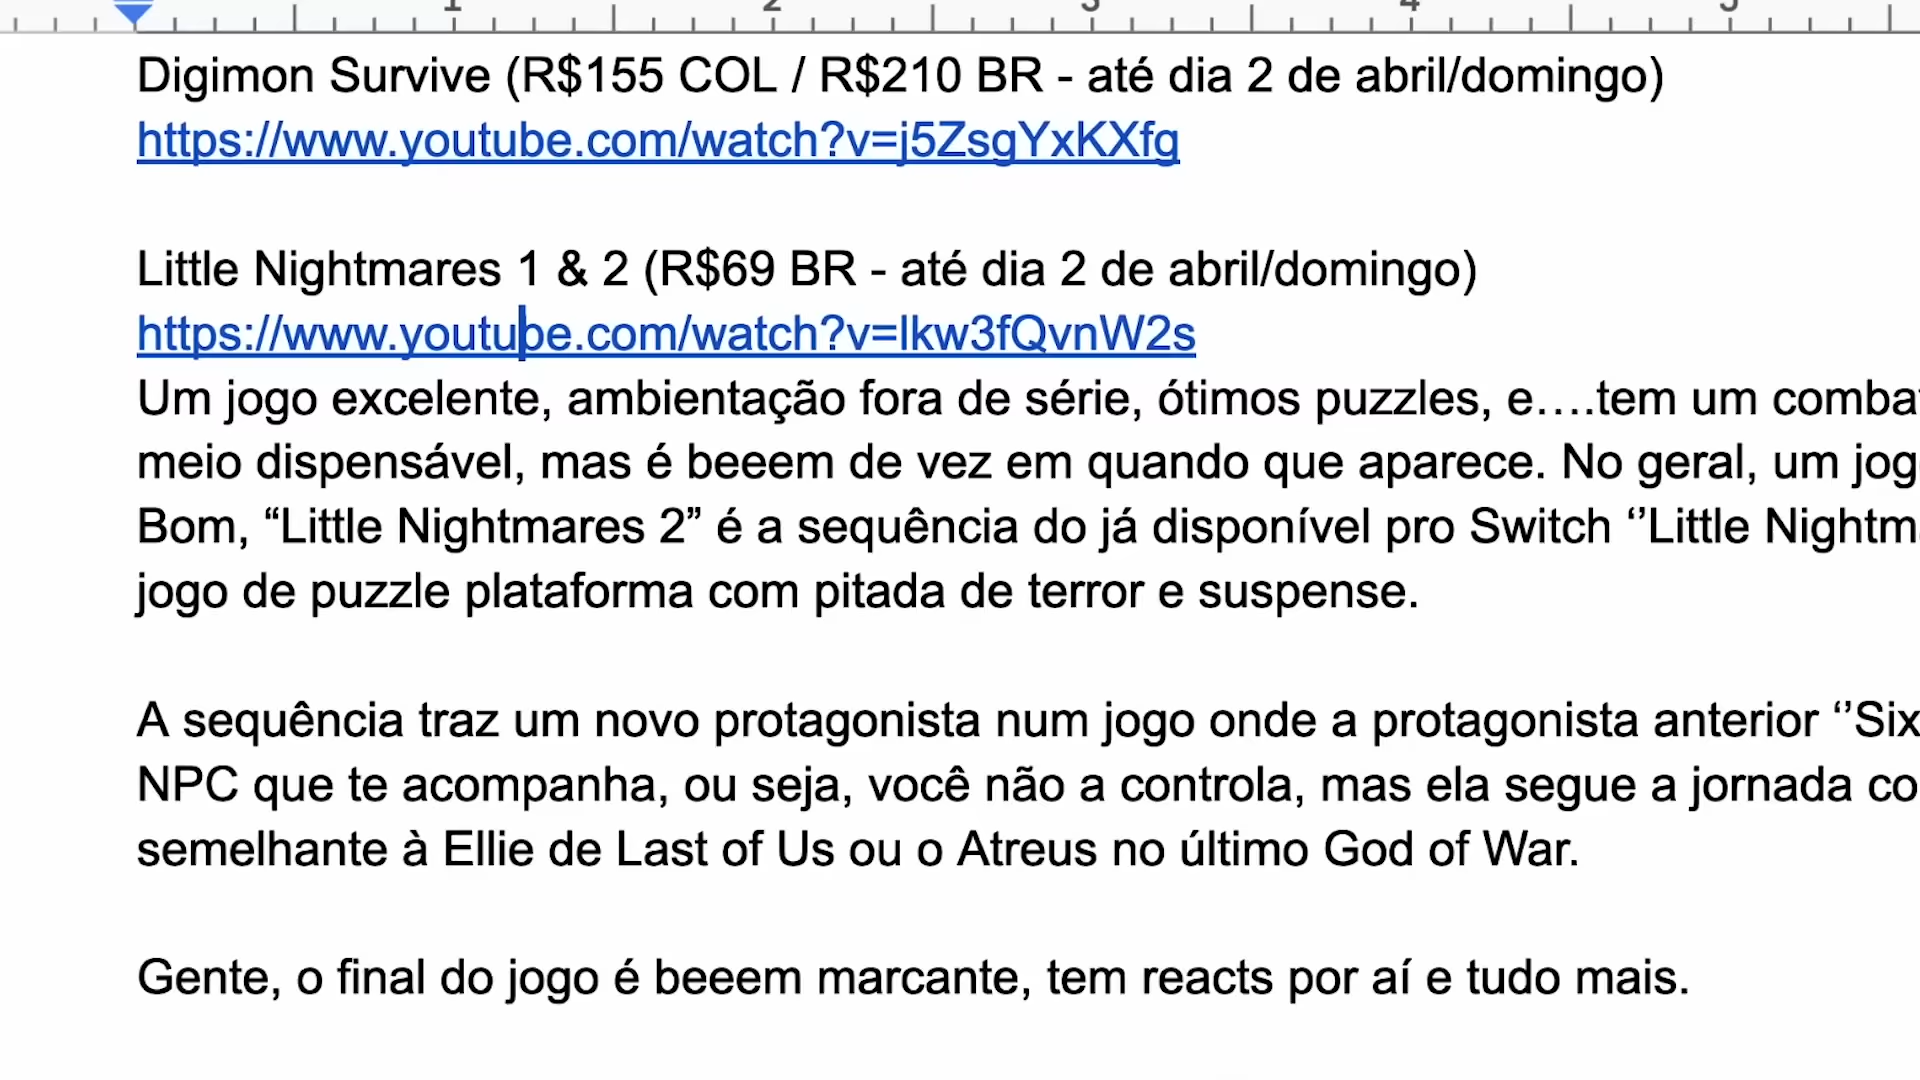 1 2 3 4 5
Digimon Survive (R$155 COL / R$210 BR - até dia 2 de abril/domingo)
https://www.youtube.com/watch?v=j5ZsgYxKXfg
Little Nightmares 1 & 2 (R$69 BR - até dia 2 de abril/domingo)
https://www.youtube.com/watch?v=lkw3fQvnW2s
Um jogo excelente, ambientação fora de série, ótimos puzzles, e….tem um
meio dispensável, mas é beeem de vez em quando que aparece. No geral, um
Bom, “Little Nightmares 2” é a sequência do já disponível pro Switch ‘’Little
jogo de puzzle plataforma com pitada de terror e suspense.
A sequência traz um novo protagonista num jogo onde a protagonista anterior ‘’Six
NPC que te acompanha, ou seja, você não a controla, mas ela segue a jornada
semelhante à Ellie de Last of Us ou o Atreus no último God of War.
Gente, o final do jogo é beeem marcante, tem reacts por aí e tudo mais.